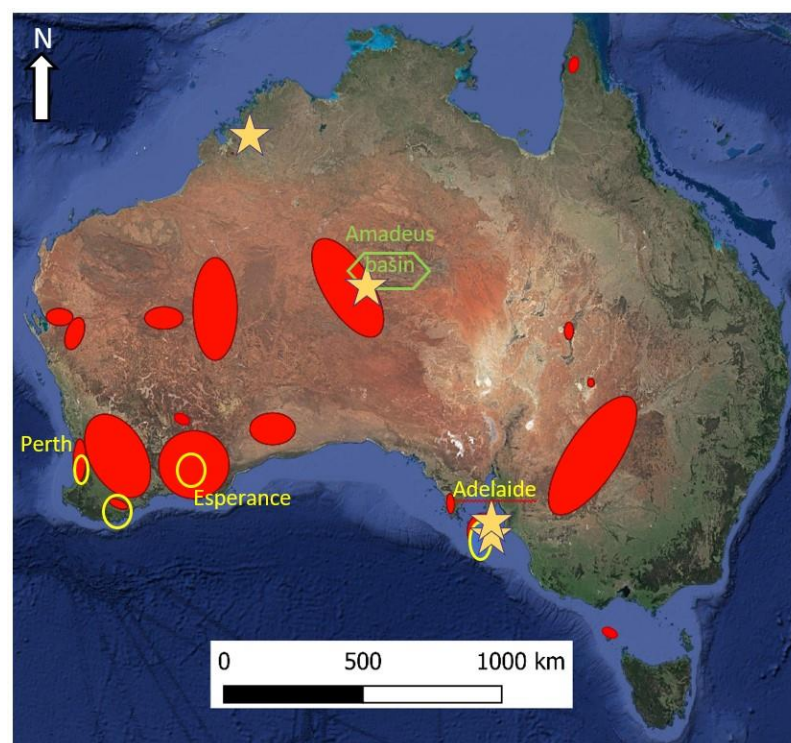 N
Amadeus
basin
Perth
Esperance
Adelaide
0 500 1000 km